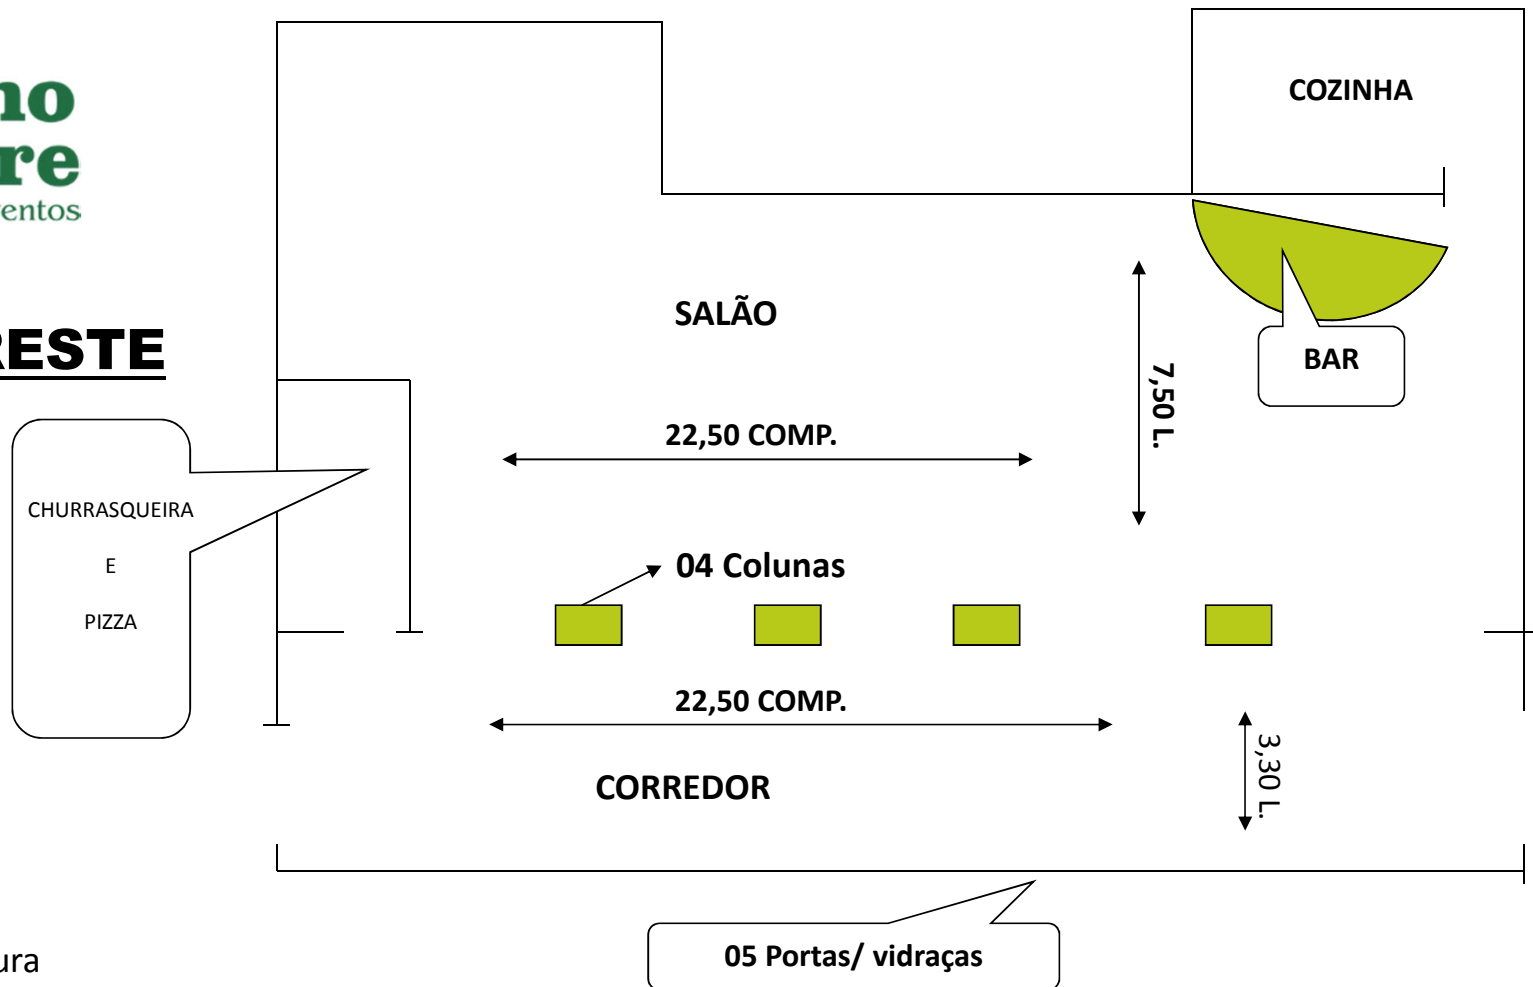 no
re
entos
RESTE
COZINHA
SALÃO
BAR
7,50 L.
22,50 COMP.
CHURRASQUEIRA
E
PIZZA
04 Colunas
22,50 COMP.
3,30 L.
CORREDOR
05 Portas/ vidraças
ura